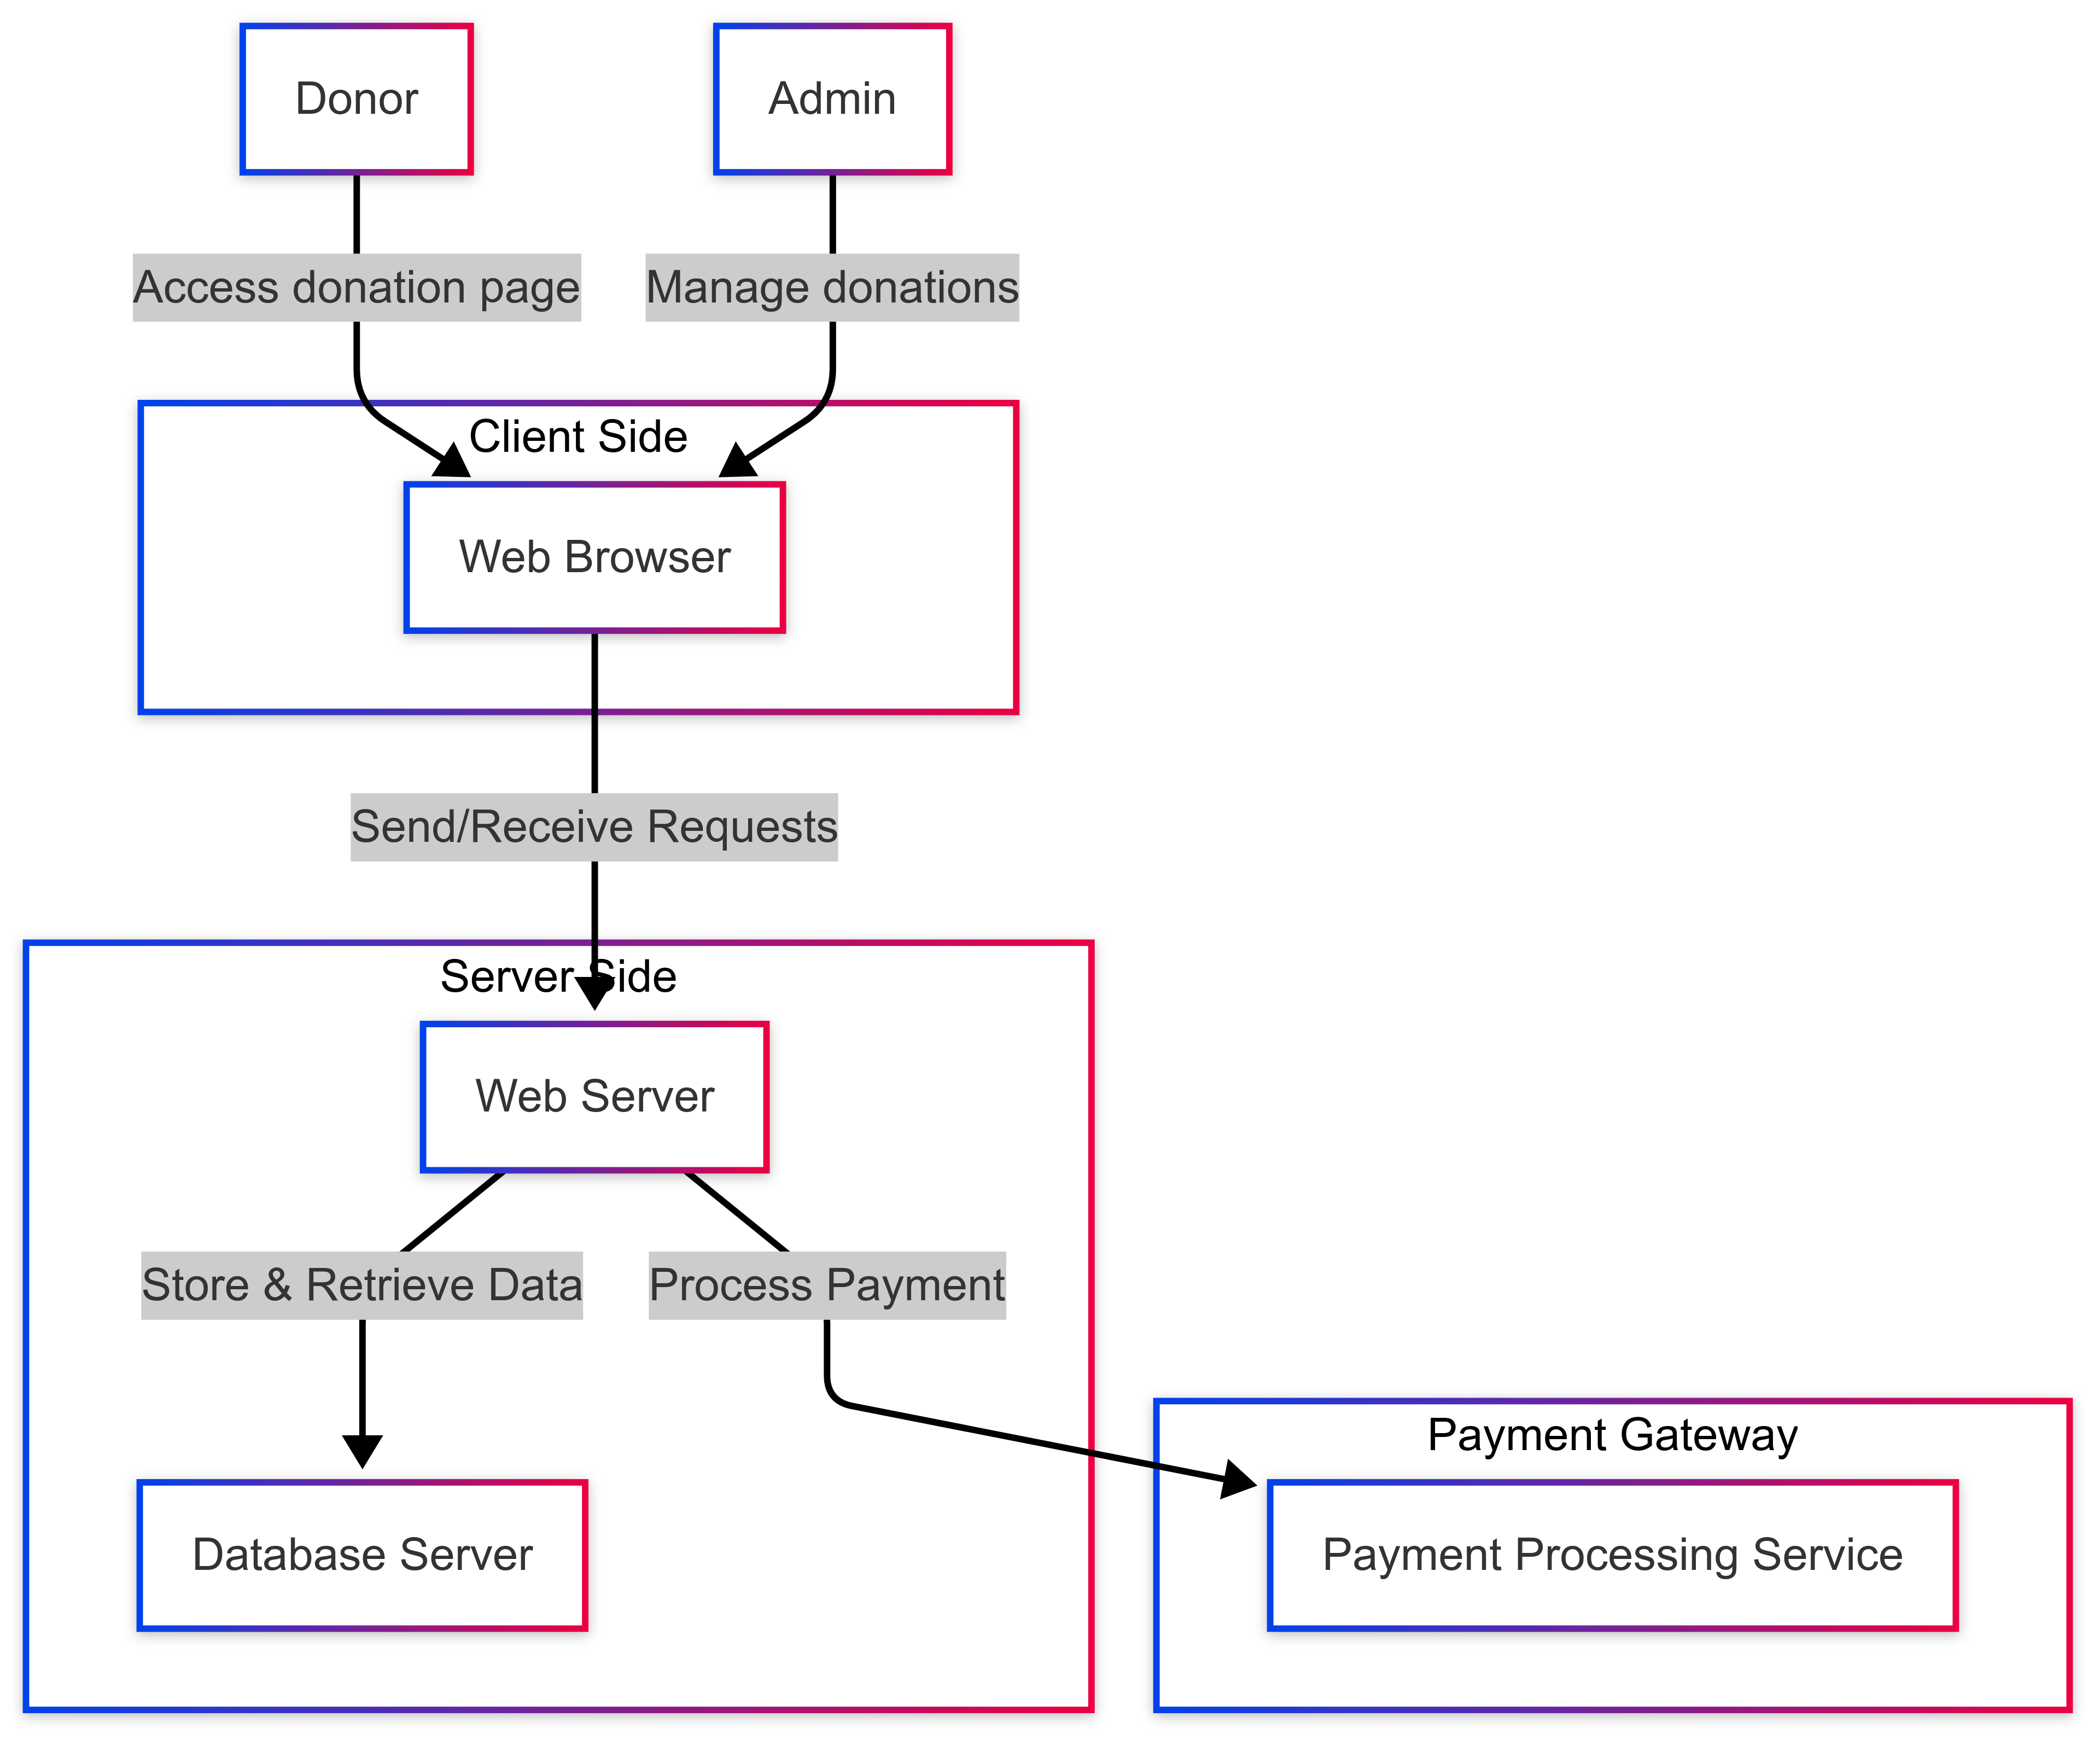 Donor
Admin
Access donation page
Manage donations
Client Side
Web Browser
Send/Receive Requests
Server Side
Web Server
Store & Retrieve Data
Process Payment
Payment Gateway
Database Server
Payment Processing Service